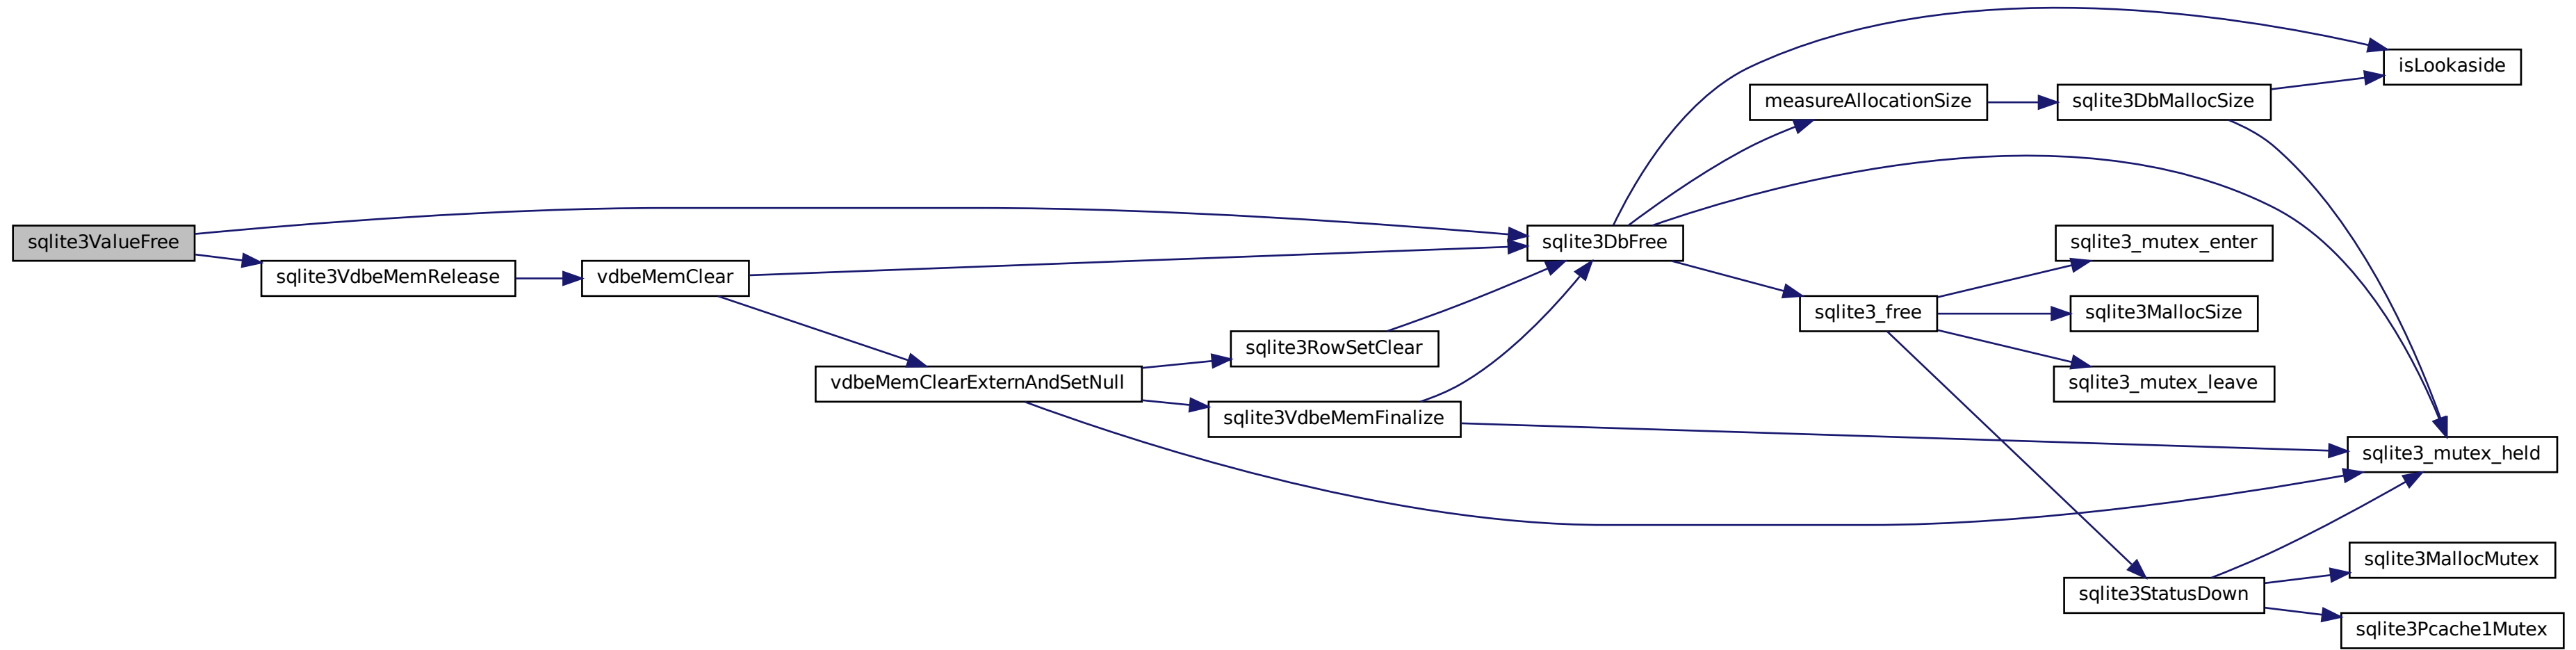 isLookaside
measureAllocationSize
sqlite3DbMallocSize
sqlite3ValueFree
sqlite3DbFree
sqlite3_mutex_enter
sqlite3VdbeMemRelease
vdbeMemClear
sqlite3_free
sqlite3MallocSize
sqlite3RowSetClear
vdbeMemClearExternAndSetNull
sqlite3_mutex_leave
sqlite3VdbeMemFinalize
sqlite3_mutex_held
sqlite3MallocMutex
sqlite3StatusDown
sqlite3Pcache1Mutex